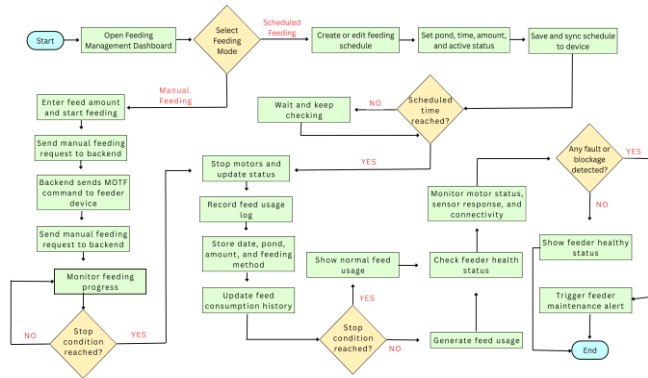 Start
Open Feeding
Management Dashboard
Select
Feeding
Mode
Scheduled
Feeding
Create or edit feeding
schedule
Set pond, time, amount,
and active status
Save and sync schedule
to device
Manual
Feeding
Enter feed amount
and start feeding
Send manual feeding
request to backend
Backend sends MOTF
command to feeder
device
Send manual feeding
request to backend
Monitor feeding
progress
Stop
condition
reached?
NO
YES
Wait and keep
checking
NO
Scheduled
time
reached?
YES
Stop motors and
update status
Record feed usage
log
Store date, pond,
amount, and feeding
method
Update feed
consumption history
Stop
condition
reached?
YES
NO
Show normal feed
usage
Generate feed usage
Check feeder health
status
Monitor motor status,
sensor response, and
connectivity
Any fault or
blockage
detected?
YES
NO
Show feeder healthy
status
Trigger feeder
maintenance alert
End